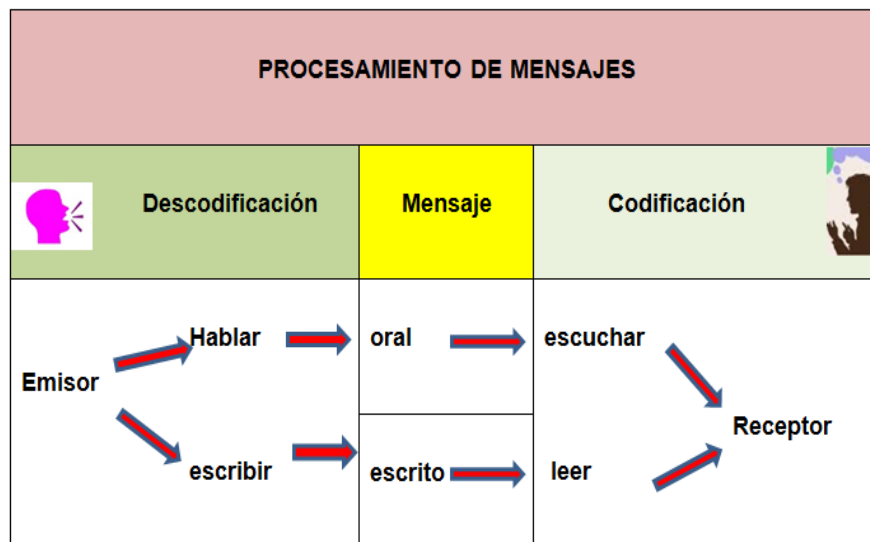 PROCESAMIENTO DE MENSAJES
Descodificación Mensaje Codificación
Hablar oral escuchar
Emisor
Receptor
escribir escrito leer